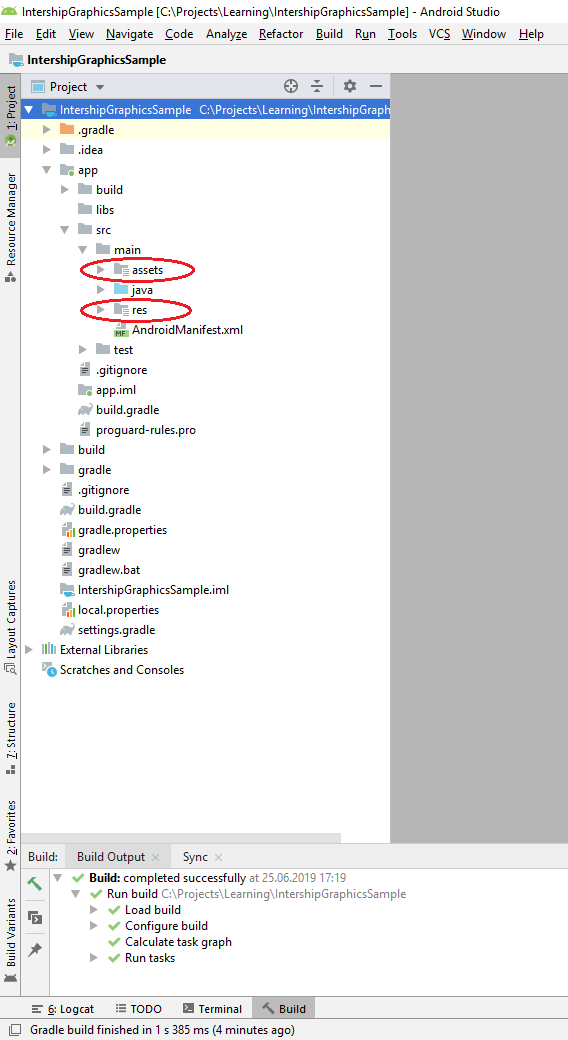 IntershipGraphicsSample [C:\Projects\Learning\IntershipGraphicsSample] - Android Studio
File Edit View Navigate Code Analyze Refactor Build Run Tools VCS Window Help
IntershipGraphicsSample
1: Project
Resource Manager
Layout Captures
7: Structure
2: Favorites
Build Variants
Project
IntershipGraphicsSample C:\Projects\Learning\IntershipGraph
.gradle
.idea
app
build
libs
src
main
assets
java
res
MF AndroidManifest.xml
test
.gitignore
app.iml
build.gradle
proguard-rules.pro
build
gradle
.gitignore
build.gradle
gradle.properties
gradlew
gradlew.bat
IntershipGraphicsSample.iml
local.properties
settings.gradle
External Libraries
Scratches and Consoles
Build: Build Output Sync
Build: completed successfully at 25.06.2019 17:19
Run build C:\Projects\Learning\IntershipGraphicsSample
Load build
Configure build
Calculate task graph
Run tasks
6: Logcat TODO Terminal Build
Gradle build finished in 1 s 385 ms (4 minutes ago)